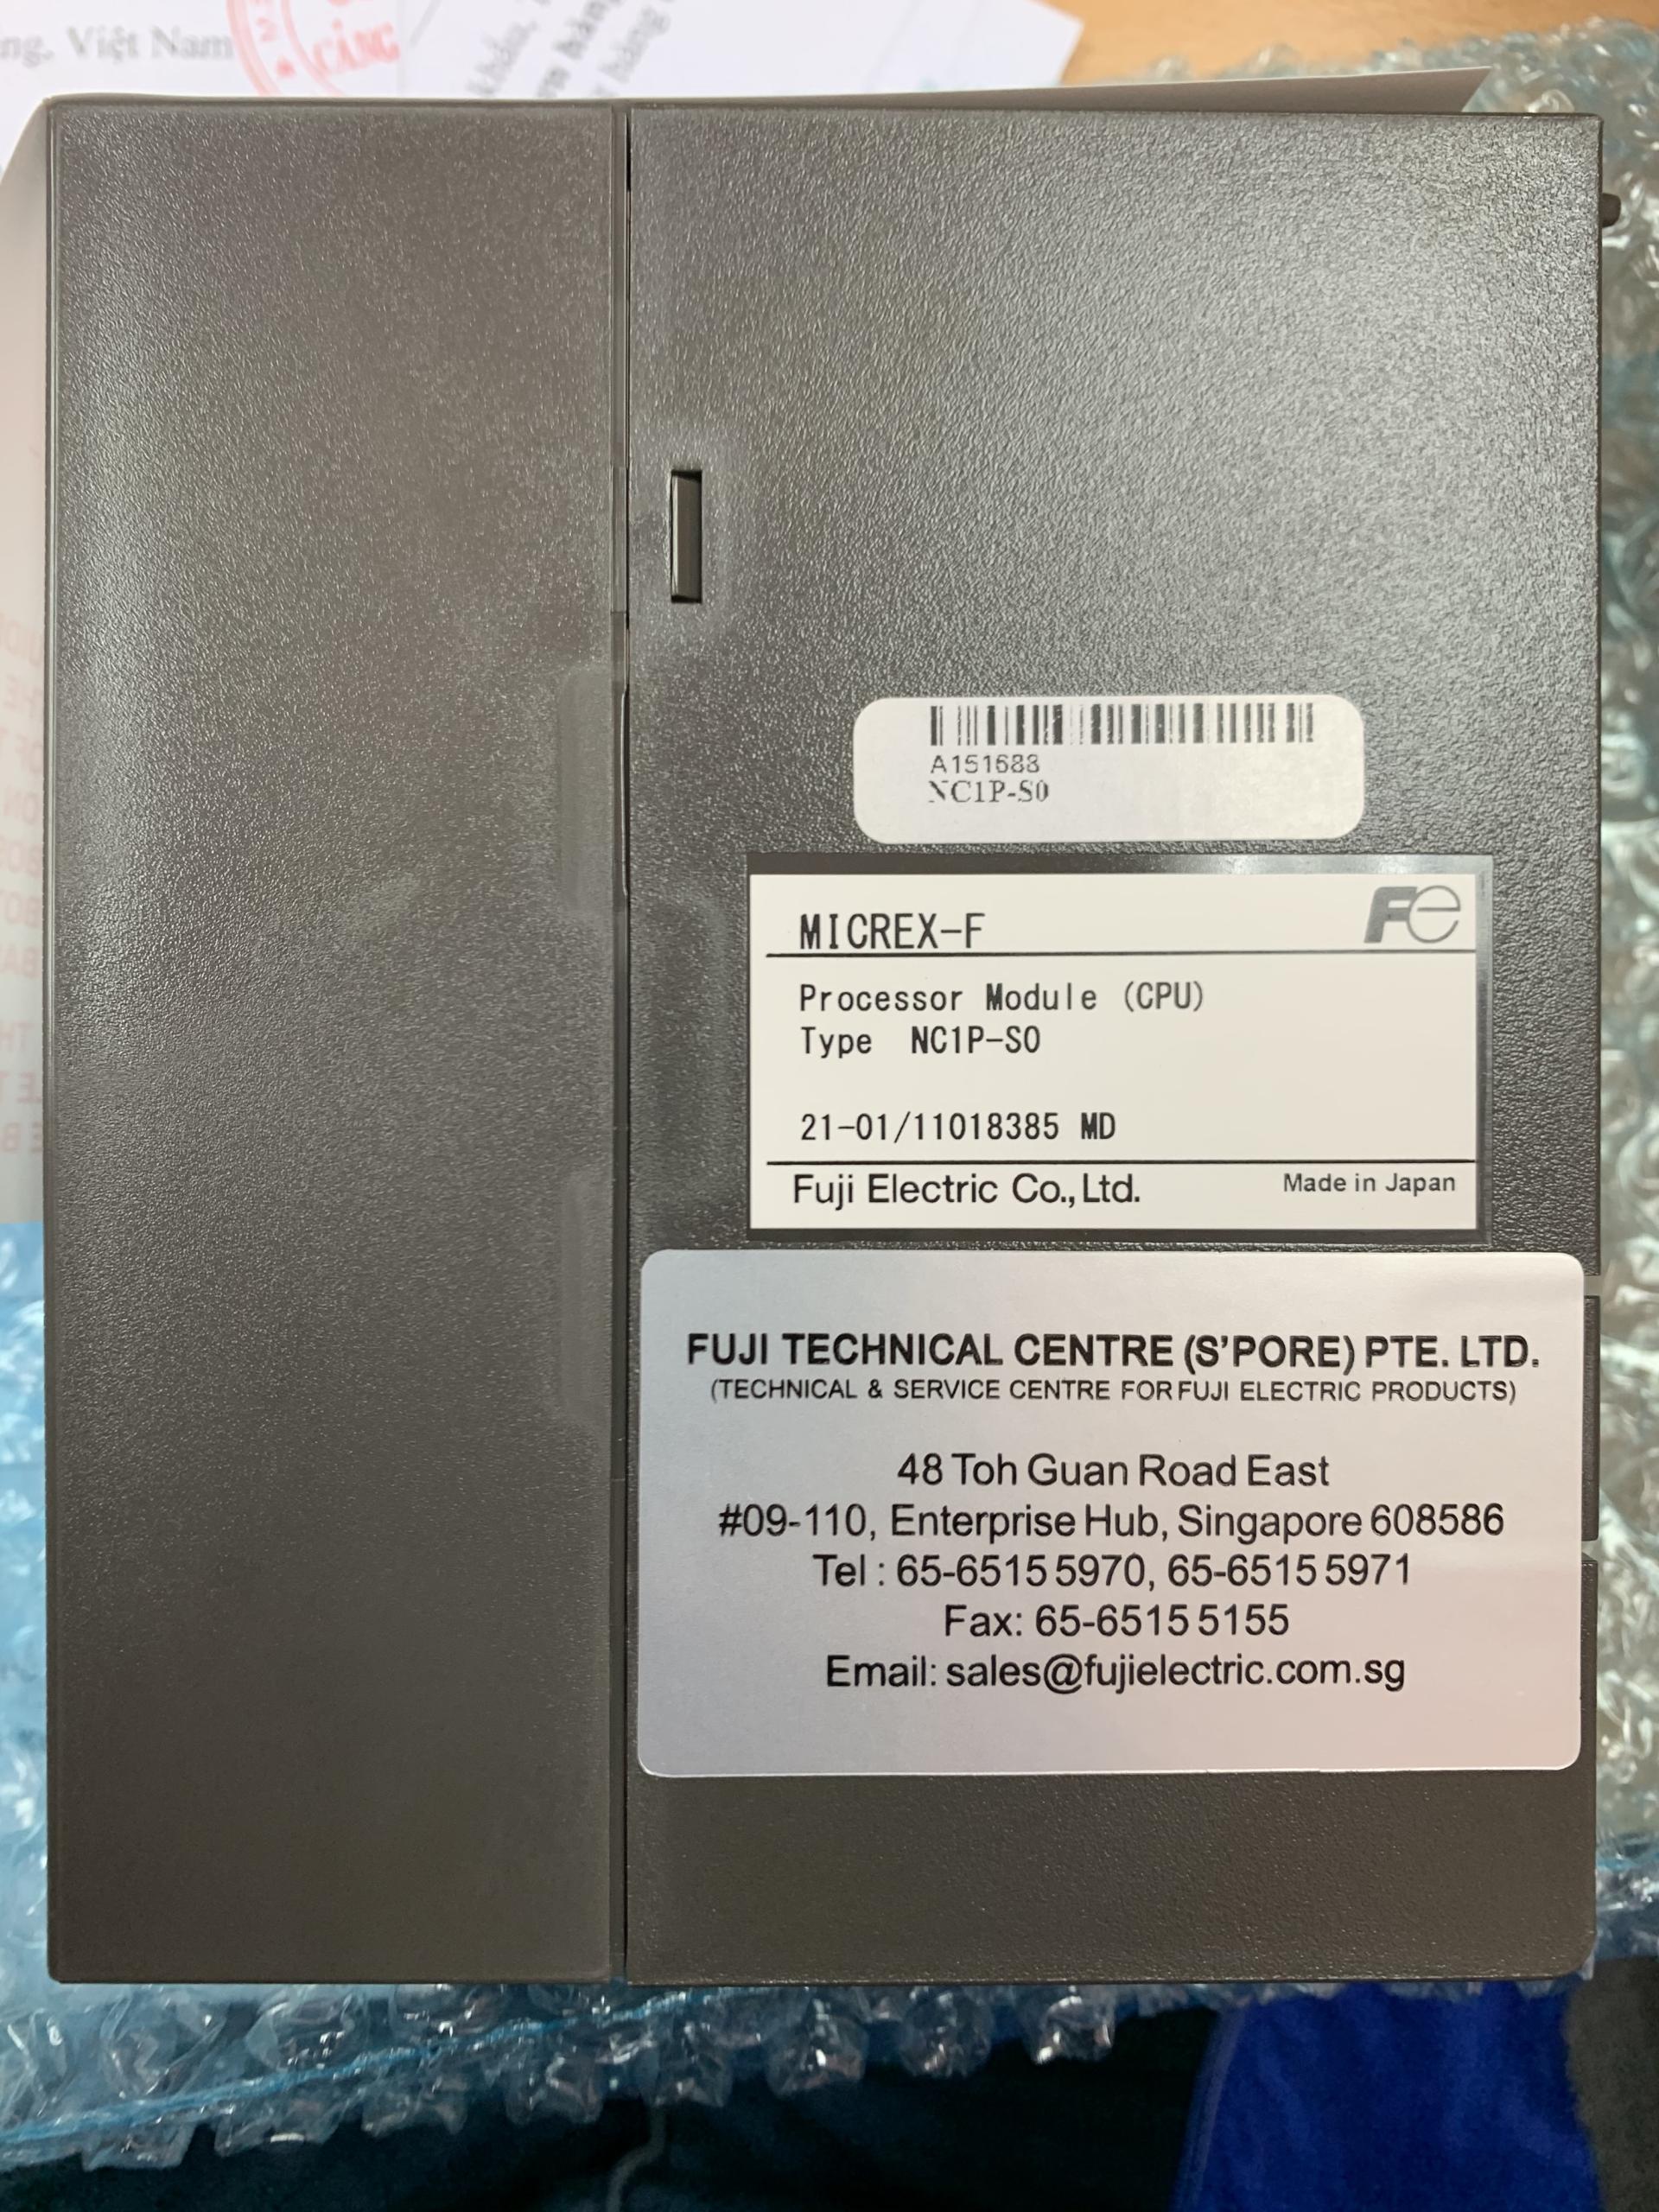 ng, Việt Nam
CẢNG
khẩu,
hàng
A151688
NC1P-S0
MICREX-F
Fe
Processor Module (CPU)
Type NC1P-S0
21-01/11018385 MD
Fuji Electric Co., Ltd.
Made in Japan
FUJI TECHNICAL CENTRE (S'PORE) PTE. LTD.
(TECHNICAL & SERVICE CENTRE FOR FUJI ELECTRIC PRODUCTS)
48 Toh Guan Road East
#09-110, Enterprise Hub, Singapore 608586
Tel : 65-6515 5970, 65-6515 5971
Fax: 65-6515 5155
Email: sales@fujielectric.com.sg